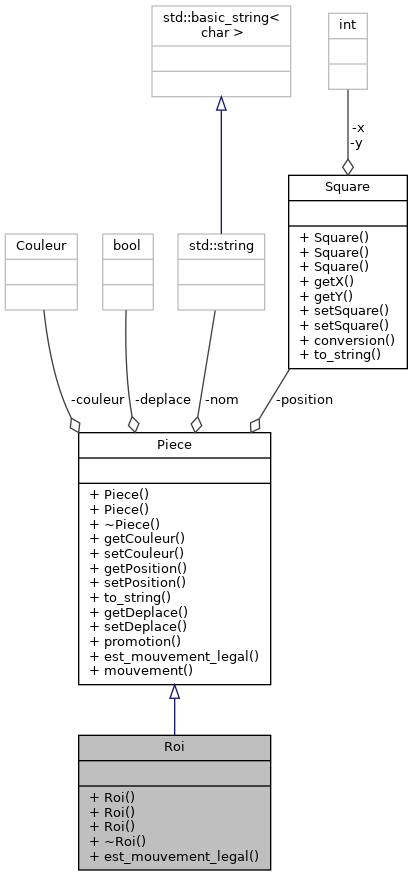 std::basic_string<
char >
int
-x
-y
Square
+ Square()
+ Square()
+ Square()
+ getX()
+ getY()
+ setSquare()
+ setSquare()
+ conversion()
+ to_string()
Couleur
bool
std::string
-couleur
-deplace
-nom
-position
Piece
+ Piece()
+ Piece()
+ ~Piece()
+ getCouleur()
+ setCouleur()
+ getPosition()
+ setPosition()
+ to_string()
+ getDeplace()
+ setDeplace()
+ promotion()
+ est_mouvement_legal()
+ mouvement()
Roi
+ Roi()
+ Roi()
+ Roi()
+ ~Roi()
+ est_mouvement_legal()